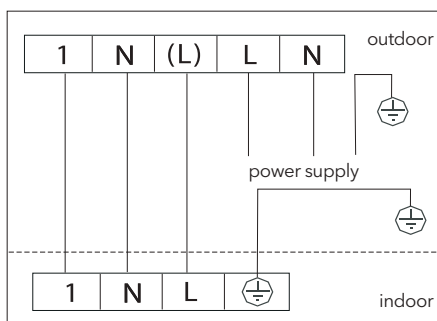 outdoor
1 N (L) L N
power supply
1 N L
indoor